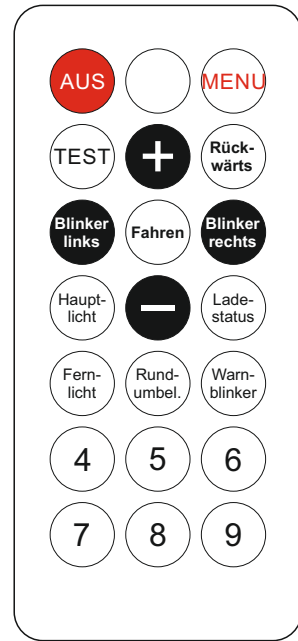 AUS MENU
TEST + Rück-
wärts
Blinker
links Fahren Blinker
rechts
Haupt-
licht − Lade-
status
Fern-
licht Rund-
umbel. Warn-
blinker
4 5 6
7 8 9